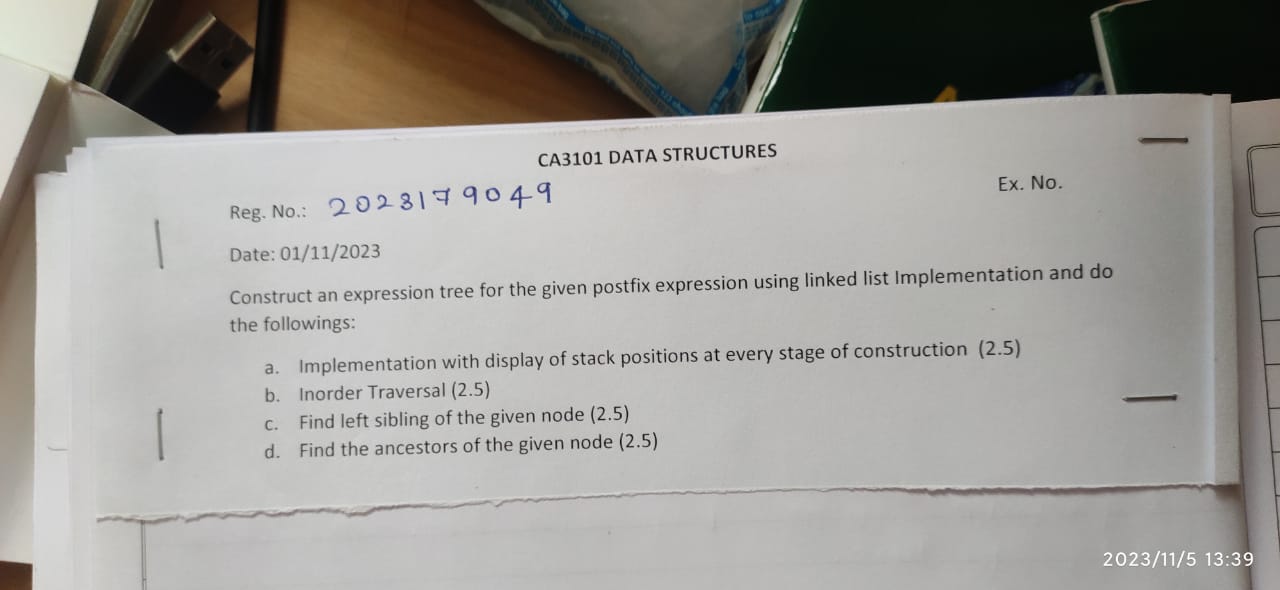 CA3101 DATA STRUCTURES
Reg. No.: 2023179049
Ex. No.
Date: 01/11/2023
Construct an expression tree for the given postfix expression using linked list Implementation and do
the followings:
a. Implementation with display of stack positions at every stage of construction (2.5)
b. Inorder Traversal (2.5)
c. Find left sibling of the given node (2.5)
d. Find the ancestors of the given node (2.5)
2023/11/5 13:39